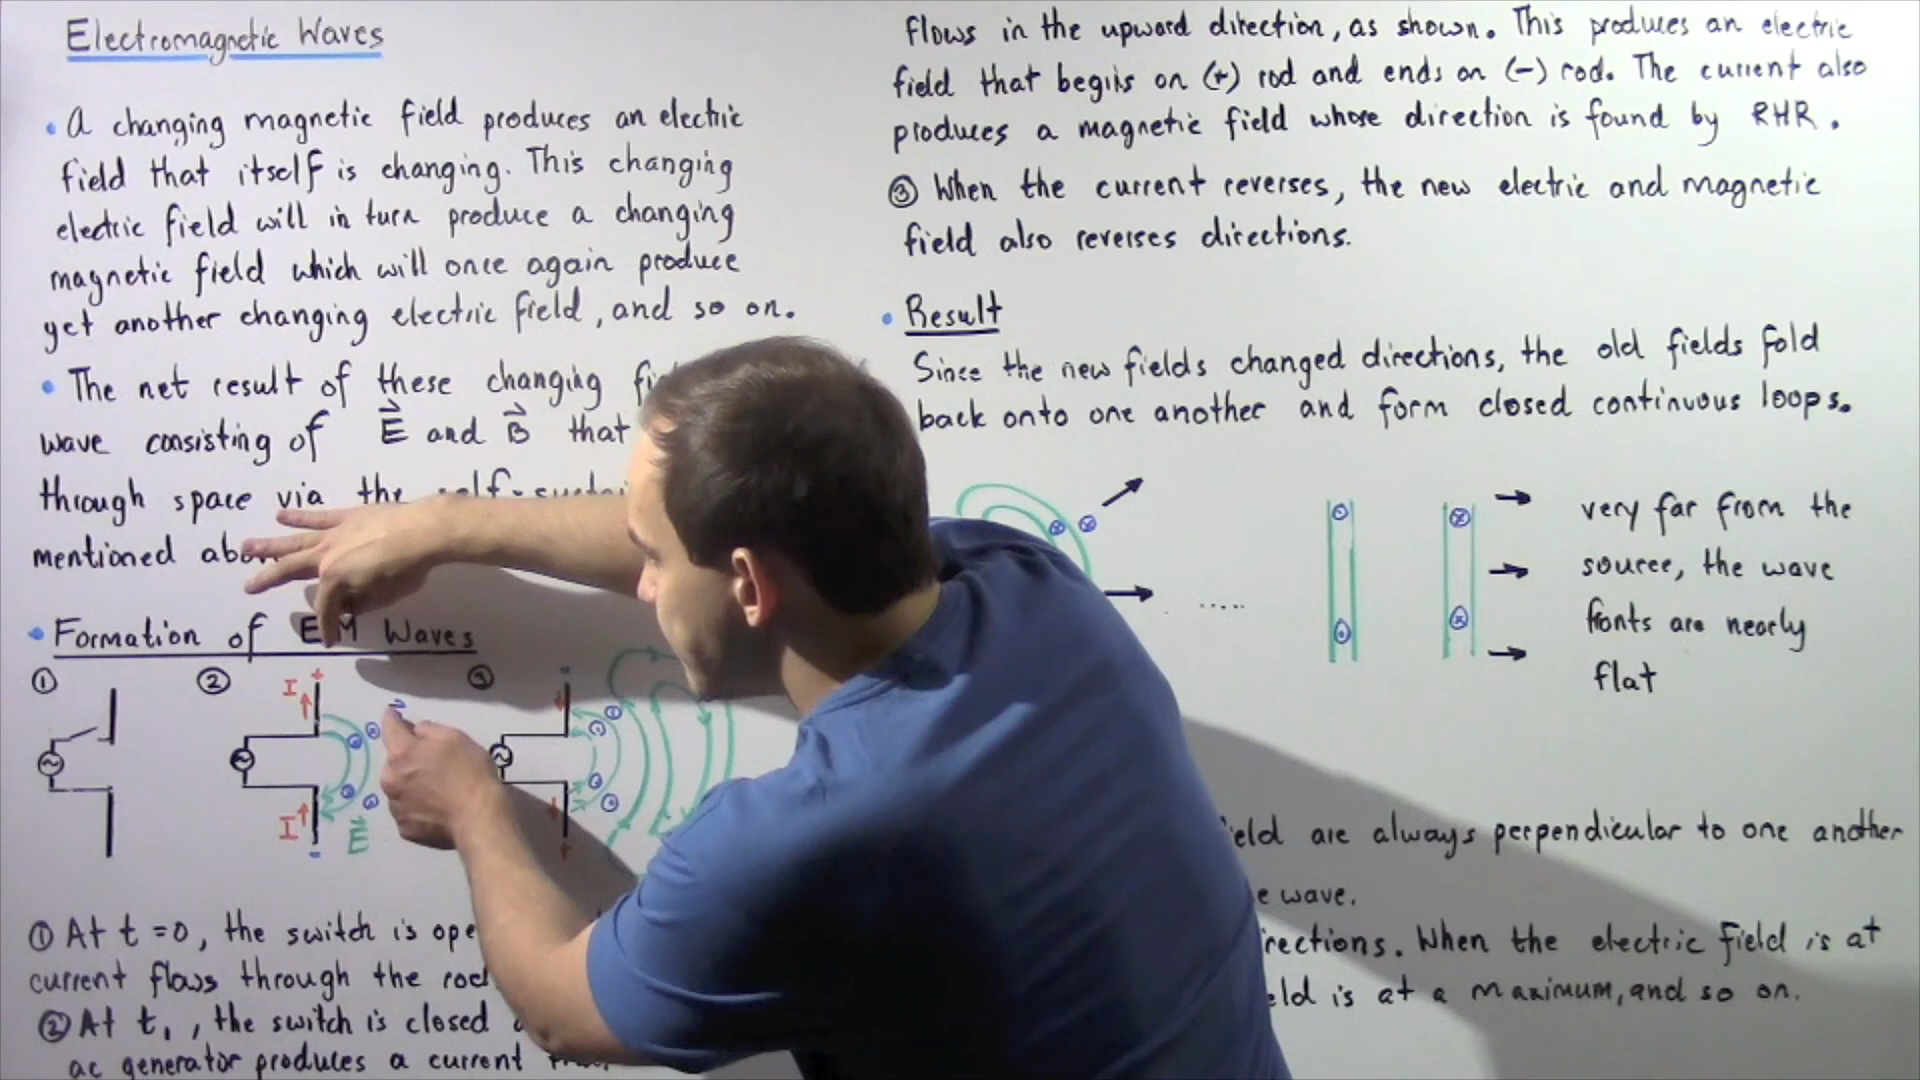 Electromagnetic Waves
• A changing magnetic field produces an electric
field that itself is changing. This changing
electric field will in turn produce a changing
magnetic field which will once again produce
yet another changing electric field, and so on.
• The net result of these changing
wave consisting of E and B that
through space via the
mentioned
• Formation of EM Waves
① ② ③
I +
I -
E
-
+
① At t = 0, the switch is
current flows through the
② At t₁, the switch is closed
ac generator produces a current
flows in the upward direction, as shown. This produces an electric
field that begins on (+) rod and ends on (-) rod. The current also
produces a magnetic field whose direction is found by RHR.
③ When the current reverses, the new electric and magnetic
field also reverses directions.
• Result
Since the new fields changed directions, the old fields fold
back onto one another and form closed continuous loops.
.....
very far from the
source, the wave
fronts are nearly
flat
are always perpendicular to one another
wave.
When the electric field is at
is at a maximum, and so on.